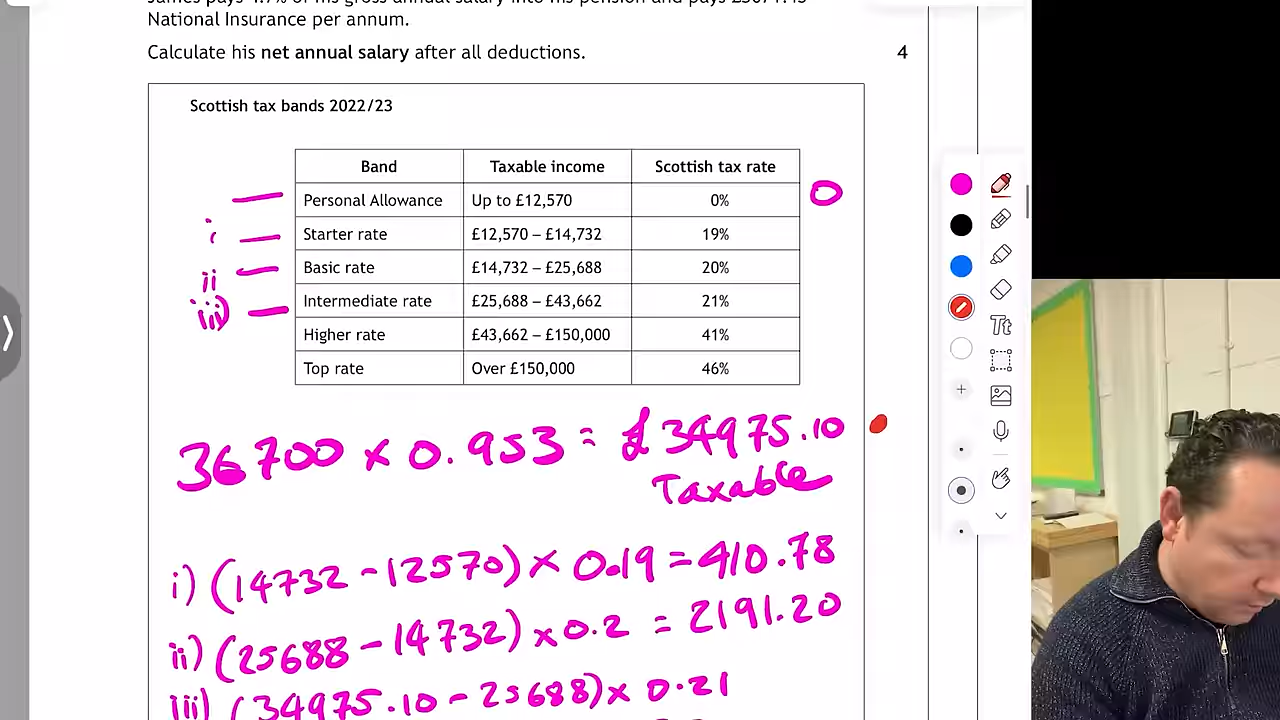 National Insurance per annum.
Calculate his net annual salary after all deductions. 4
Scottish tax bands 2022/23
Band Taxable income Scottish tax rate
Personal Allowance Up to £12,570 0% 0
i Starter rate £12,570 – £14,732 19%
ii Basic rate £14,732 – £25,688 20%
iii) Intermediate rate £25,688 – £43,662 21%
Higher rate £43,662 – £150,000 41%
Top rate Over £150,000 46%
36700 x 0.953 = £34975.10
Taxable
i) (14732 - 12570) x 0.19 = 410.78
ii) (25688 - 14732) x 0.2 = 2191.20
iii) (34975.10 - 25688) x 0.21
Tt